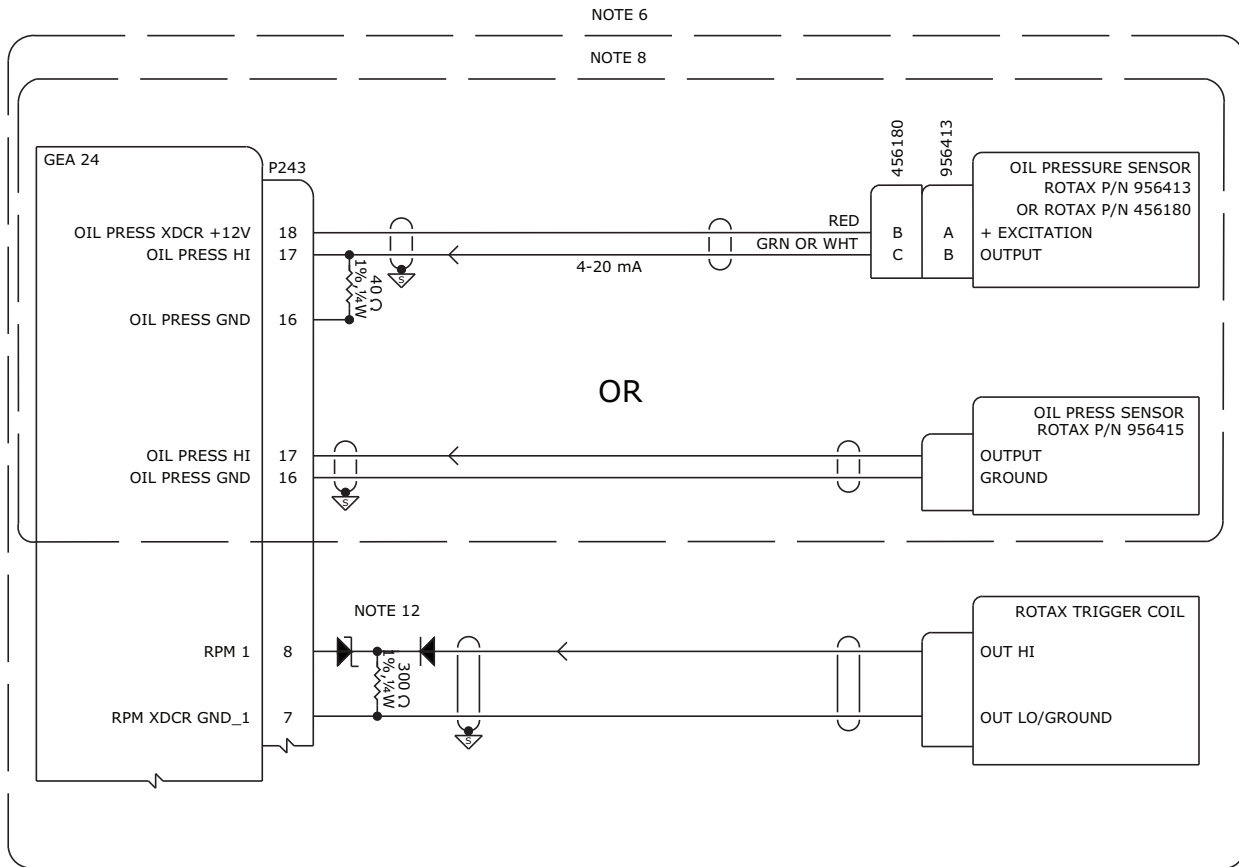 NOTE 6
NOTE 8
GEA 24
P243
456180
956413
OIL PRESSURE SENSOR
ROTAX P/N 956413
OR ROTAX P/N 456180
OIL PRESS XDCR +12V 18 RED B A + EXCITATION
OIL PRESS HI 17 4-20 mA GRN OR WHT C B OUTPUT
40 Ω
1%,¼W
S
OIL PRESS GND 16
OR
OIL PRESS SENSOR
ROTAX P/N 956415
OIL PRESS HI 17 OUTPUT
OIL PRESS GND 16 GROUND
S
NOTE 12
ROTAX TRIGGER COIL
RPM 1 8 OUT HI
300 Ω
1%,¼W
RPM XDCR GND_1 7 OUT LO/GROUND
S